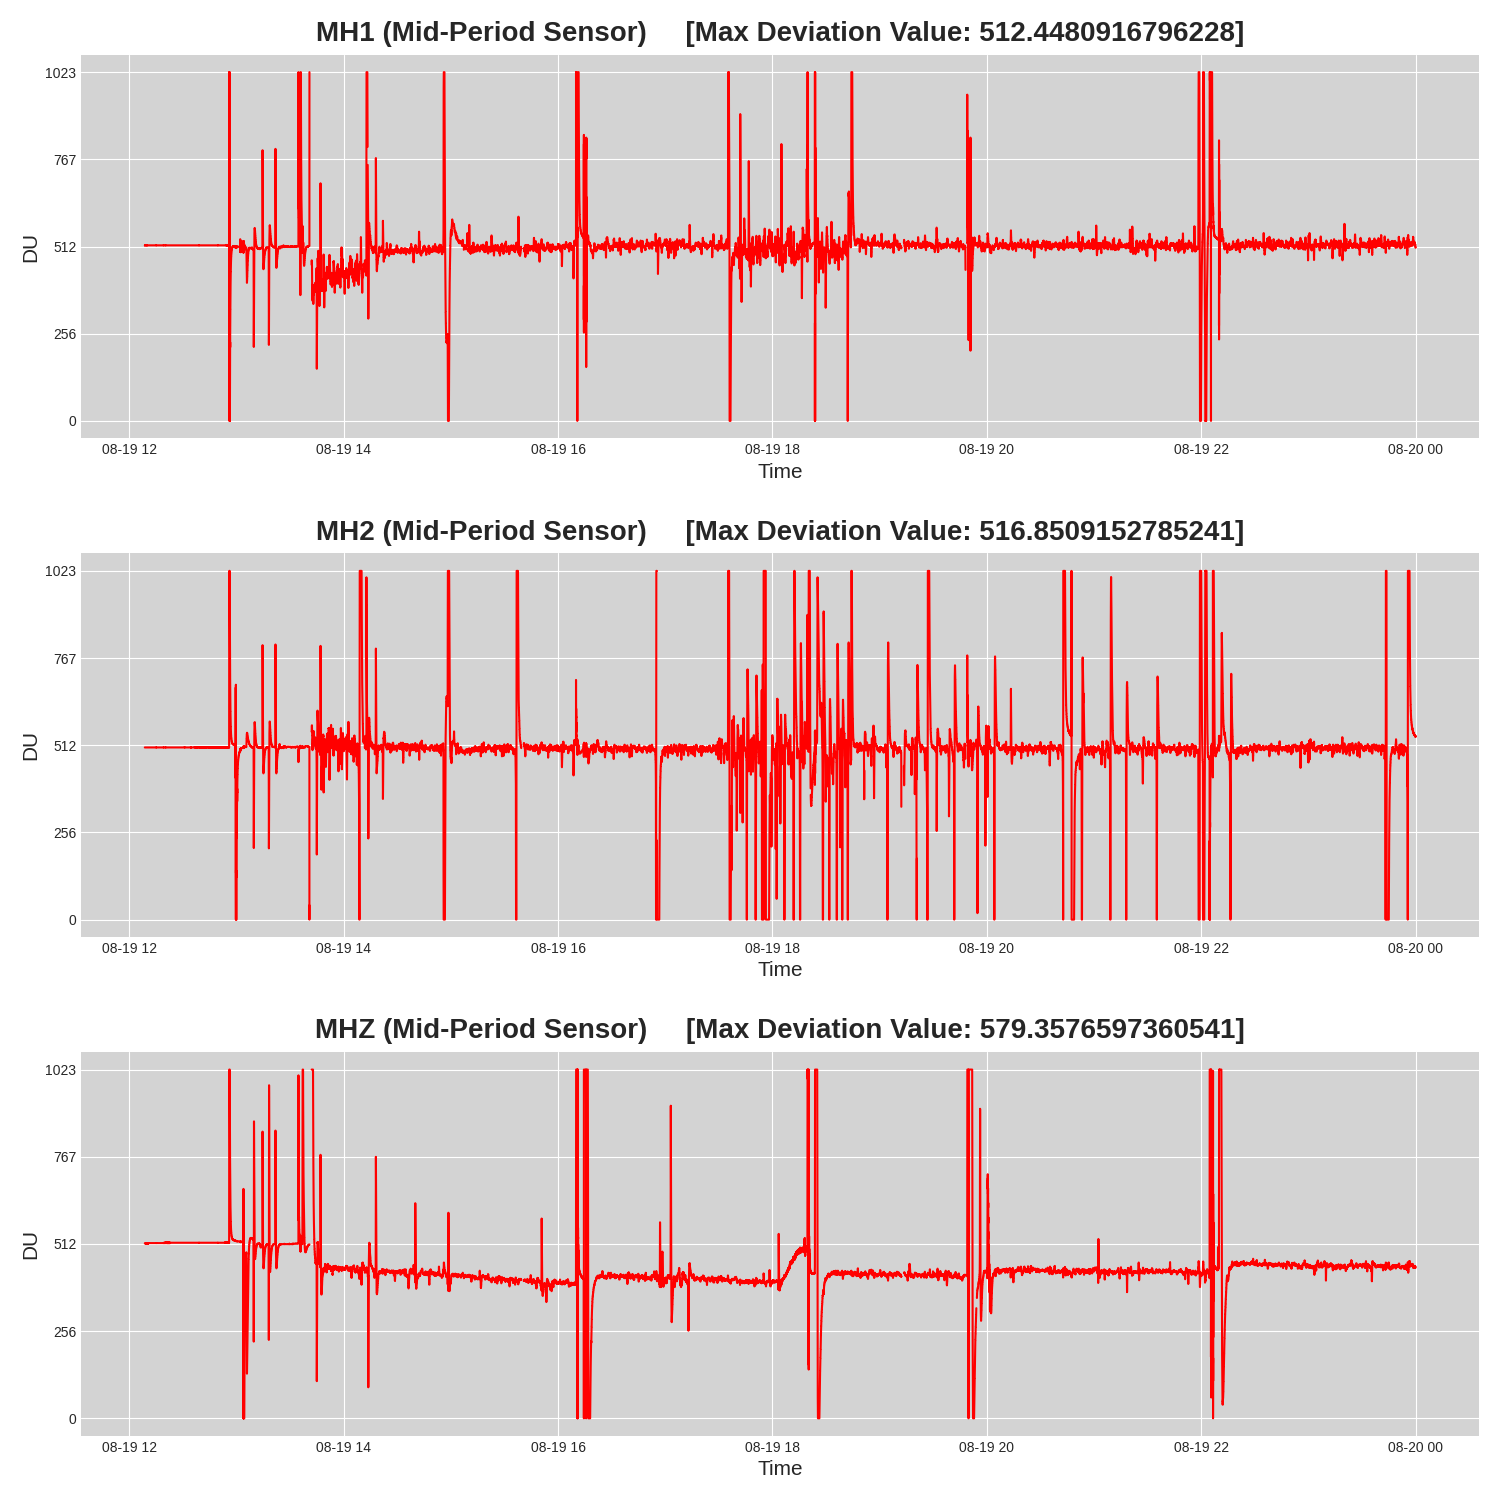 MH1 (Mid-Period Sensor) [Max Deviation Value: 512.4480916796228]
1023
767
512
256
0
DU
08-19 12 08-19 14 08-19 16 08-19 18 08-19 20 08-19 22 08-20 00
Time
MH2 (Mid-Period Sensor) [Max Deviation Value: 516.8509152785241]
1023
767
512
256
0
DU
08-19 12 08-19 14 08-19 16 08-19 18 08-19 20 08-19 22 08-20 00
Time
MHZ (Mid-Period Sensor) [Max Deviation Value: 579.3576597360541]
1023
767
512
256
0
DU
08-19 12 08-19 14 08-19 16 08-19 18 08-19 20 08-19 22 08-20 00
Time